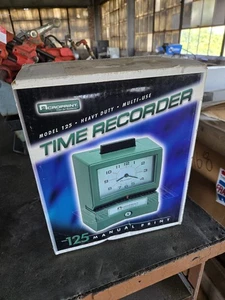 ACROPRINT
MODEL 125 • HEAVY DUTY • MULTI-USE
TIME RECORDER
125
MANUAL PRINT